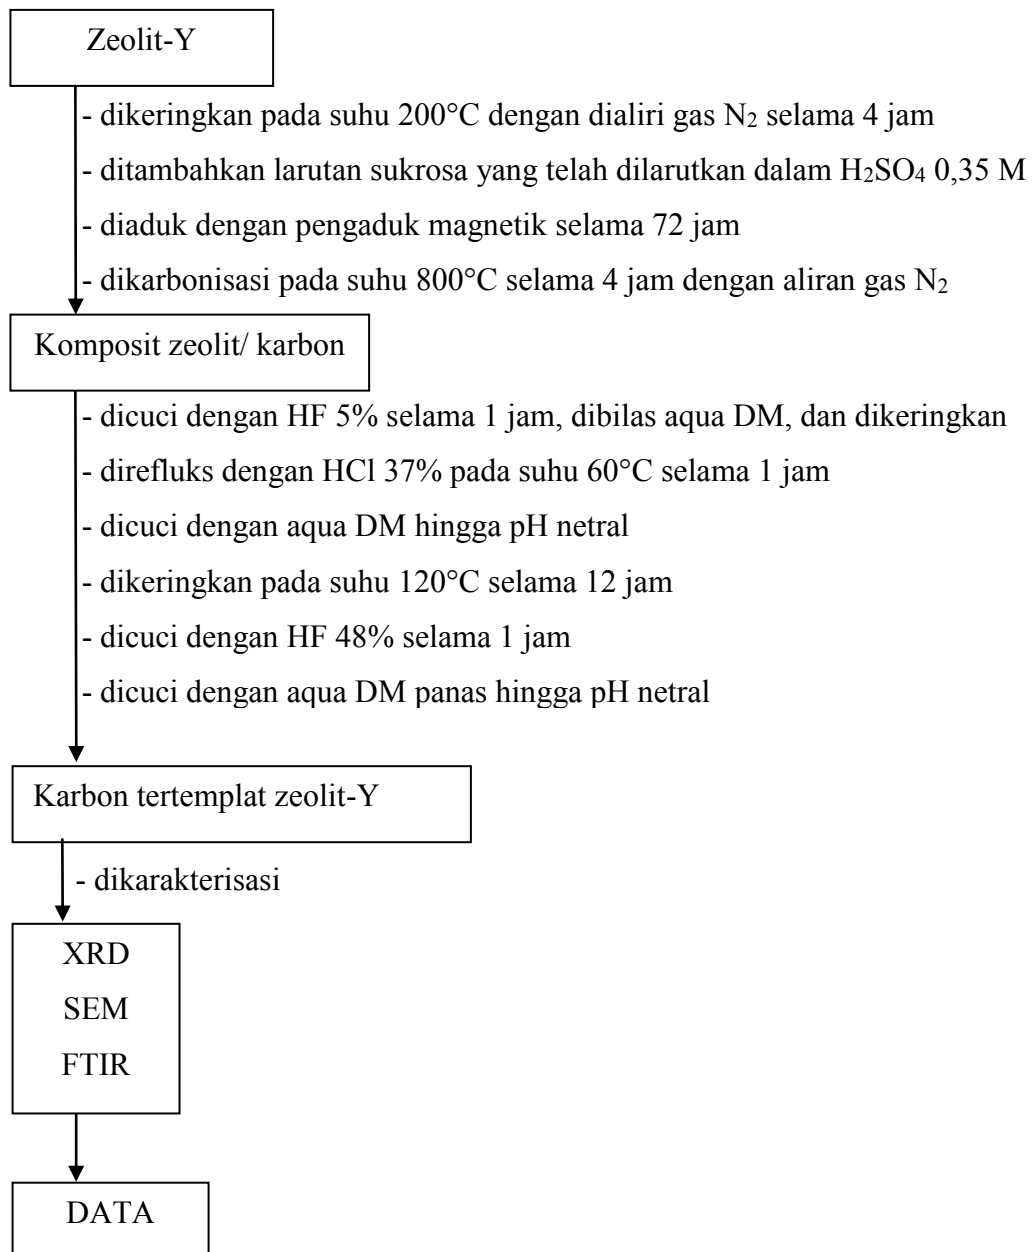 Zeolit-Y
- dikeringkan pada suhu 200°C dengan dialiri gas N₂ selama 4 jam
- ditambahkan larutan sukrosa yang telah dilarutkan dalam H₂SO₄ 0,35 M
- diaduk dengan pengaduk magnetik selama 72 jam
- dikarbonisasi pada suhu 800°C selama 4 jam dengan aliran gas N₂
Komposit zeolit/ karbon
- dicuci dengan HF 5% selama 1 jam, dibilas aqua DM, dan dikeringkan
- direfluks dengan HCl 37% pada suhu 60°C selama 1 jam
- dicuci dengan aqua DM hingga pH netral
- dikeringkan pada suhu 120°C selama 12 jam
- dicuci dengan HF 48% selama 1 jam
- dicuci dengan aqua DM panas hingga pH netral
Karbon tertemplat zeolit-Y
- dikarakterisasi
XRD
SEM
FTIR
DATA